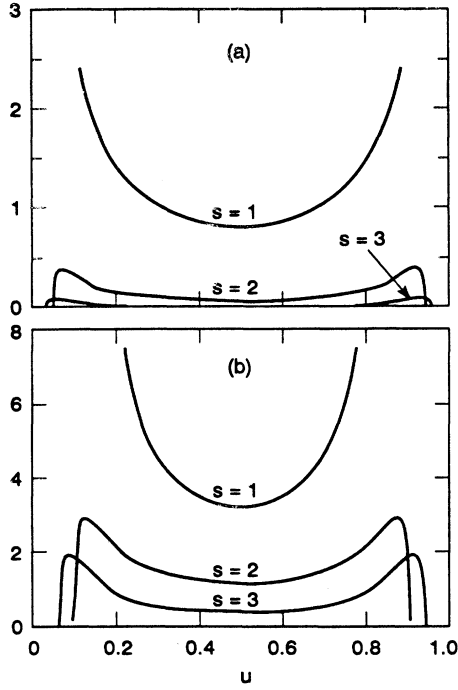 3
(a)
2
s = 1
1
s = 3
s = 2
0
8
(b)
6
4
s = 1
2
s = 2
s = 3
0
0 0.2 0.4 0.6 0.8 1.0
u